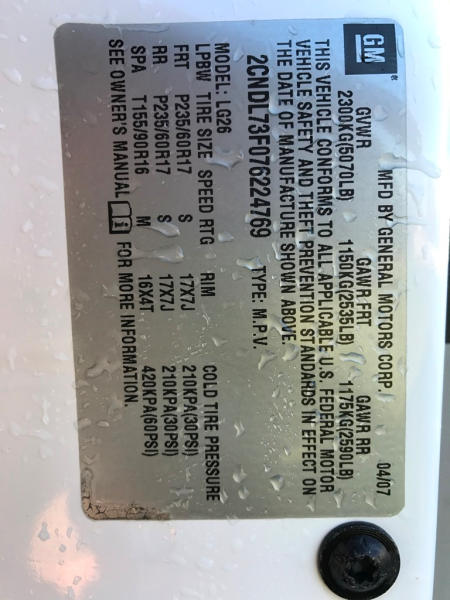 GM®
MFD BY GENERAL MOTORS CORP 04/07
GVWR GAWR FRT GAWR RR
2300KG(5070LB) 1150KG(2535LB) 1175KG(2590LB)
THIS VEHICLE CONFORMS TO ALL APPLICABLE U.S. FEDERAL MOTOR
VEHICLE SAFETY AND THEFT PREVENTION STANDARDS IN EFFECT ON
THE DATE OF MANUFACTURE SHOWN ABOVE.
2CNDL73F076224769 TYPE: M.P.V.
MODEL: LG26
LPBW TIRE SIZE SPEED RTG RIM COLD TIRE PRESSURE
FRT P235/60R17 S 17X7J 210KPA(30PSI)
RR P235/60R17 S 17X7J 210KPA(30PSI)
SPA T155/90R16 M 16X4T 420KPA(60PSI)
SEE OWNER'S MANUAL FOR MORE INFORMATION.